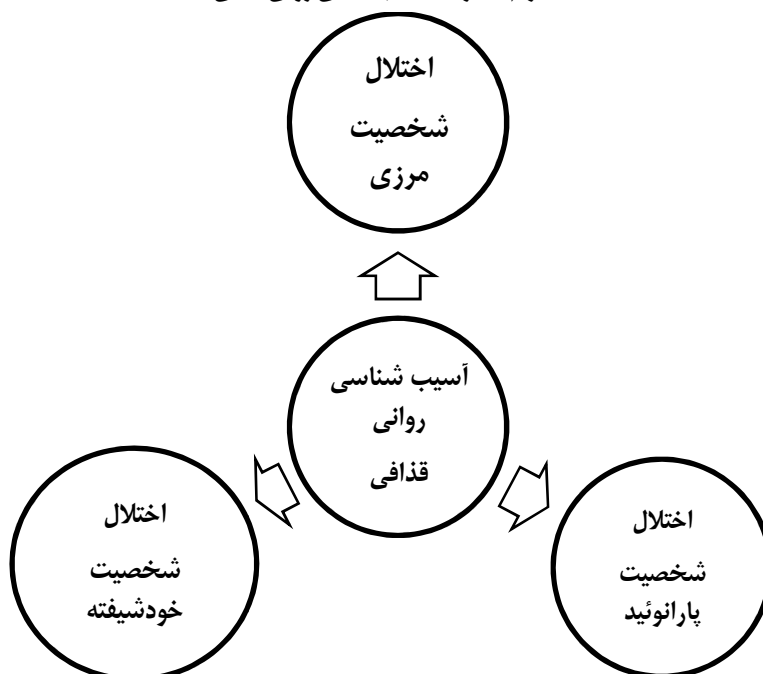 اختلال
شخصیت
مرزی
آسیب شناسی
روانی
قذافی
اختلال
شخصیت
پارانوئید
اختلال
شخصیت
خودشیفته